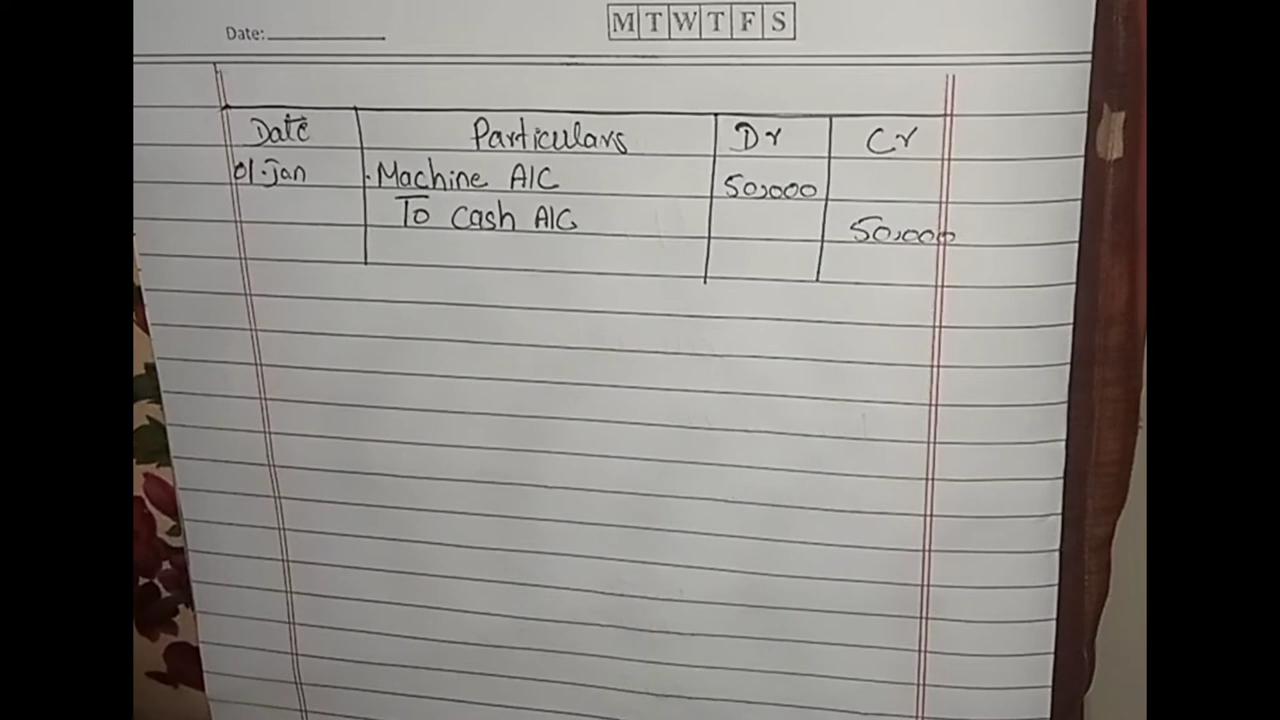 Date:
M T W T F S
Date Particulars Dr Cr
01.Jan Machine A/C 50,000
To Cash A/C 50,000